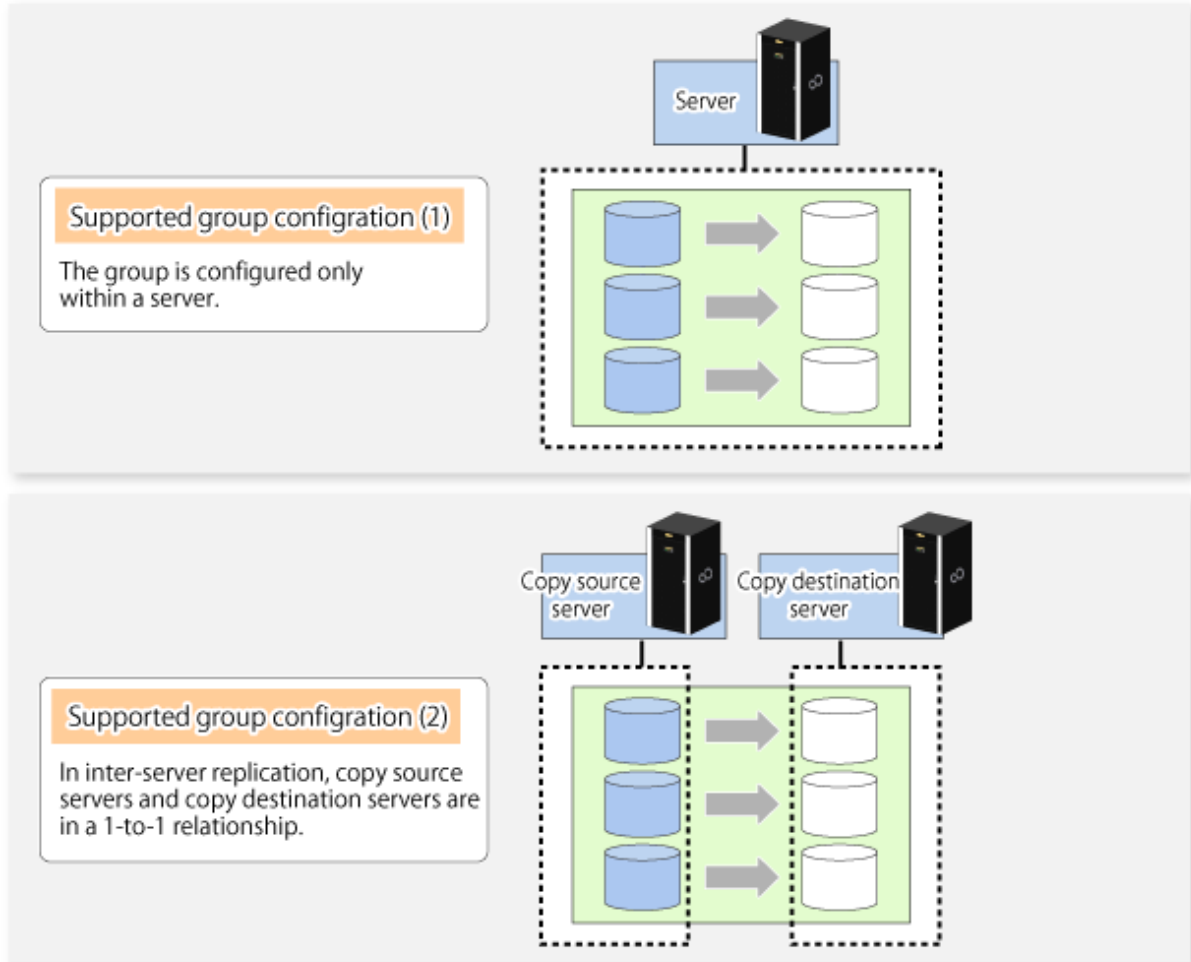 Server
Supported group configration (1)
The group is configured only
within a server.
Copy source
server
Copy destination
server
Supported group configration (2)
In inter-server replication, copy source
servers and copy destination servers are
in a 1-to-1 relationship.